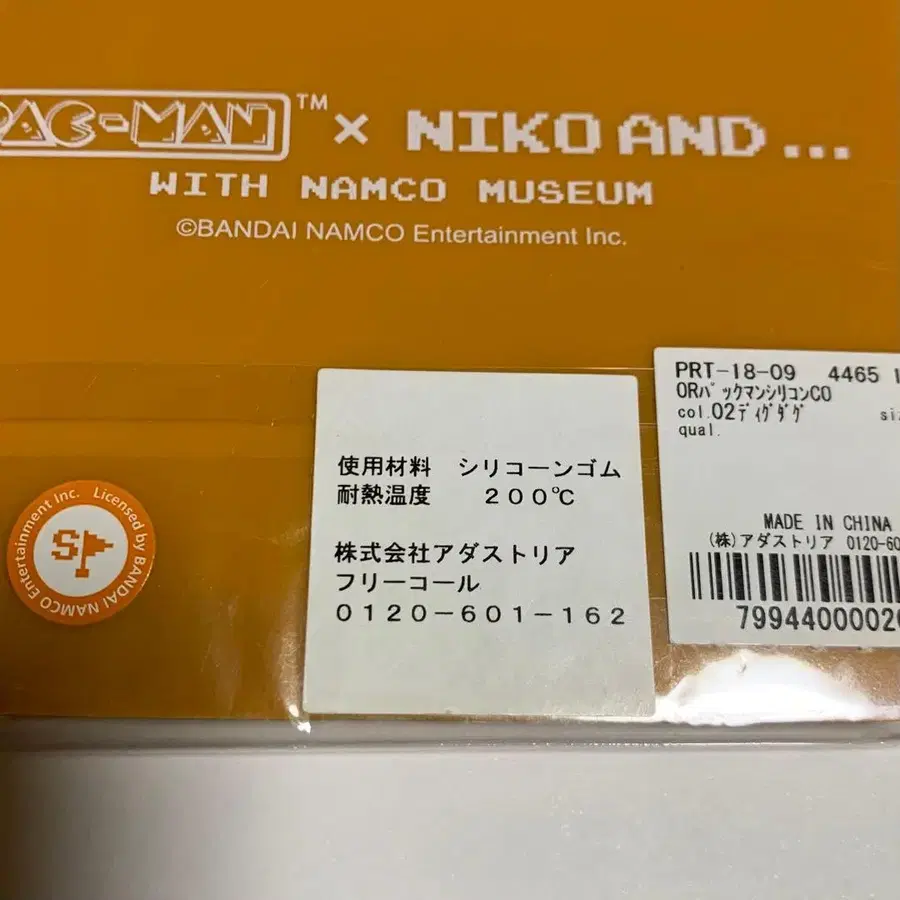 PAC-MAN™ × NIKO AND ...
WITH NAMCO MUSEUM
©BANDAI NAMCO Entertainment Inc.
PRT-18-09 4465
ORパックマンシリコンCO
col.02ディグダグ
qual.
MADE IN CHINA
(株)アダストリア 0120-60
使用材料 シリコーンゴム
耐熱温度 200℃
株式会社アダストリア
フリーコール
0120-601-162
Licensed by BANDAI NAMCO Entertainment Inc.
S